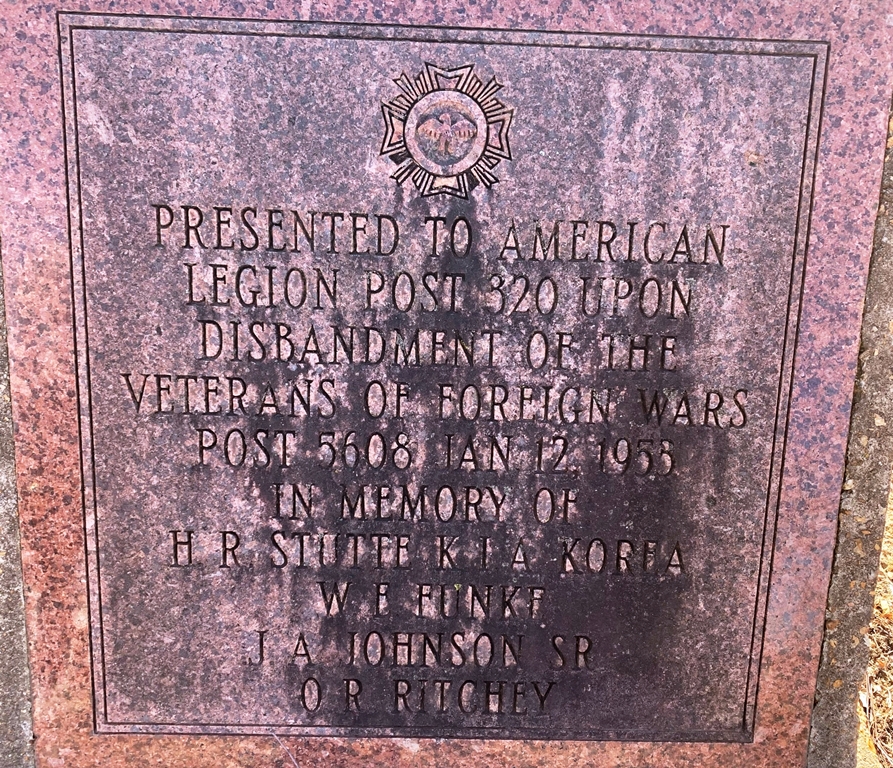 PRESENTED TO AMERICAN
LEGION POST 320 UPON
DISBANDMENT OF THE
VETERANS OF FOREIGN WARS
POST 5608 JAN 12, 1953
IN MEMORY OF
H. R. STUTTE K I A KOREA
W E FUNKE
J A JOHNSON SR
O R RITCHEY